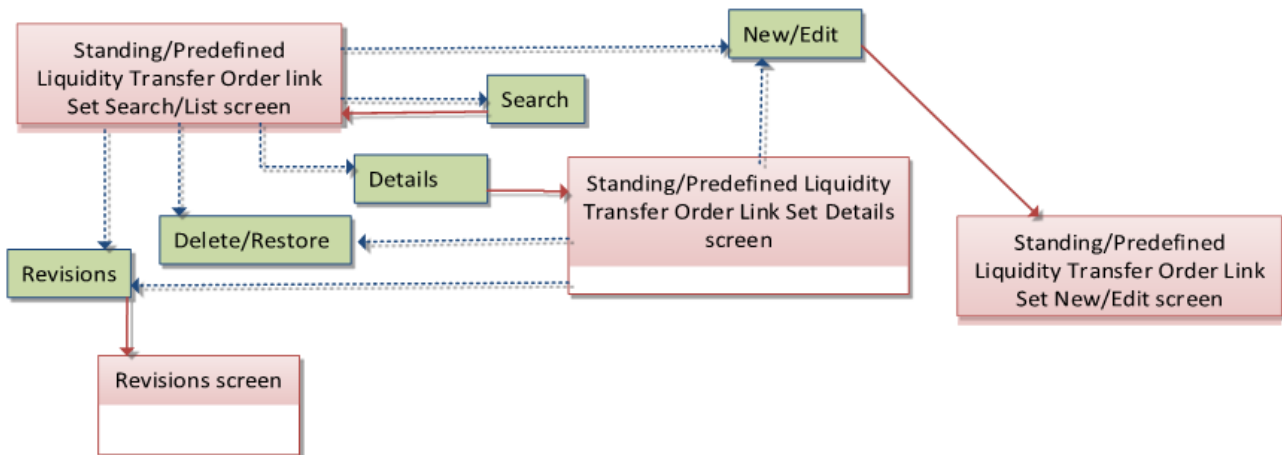 Standing/Predefined
Liquidity Transfer Order link
Set Search/List screen
New/Edit
Search
Details
Standing/Predefined Liquidity
Transfer Order Link Set Details
screen
Delete/Restore
Revisions
Standing/Predefined
Liquidity Transfer Order Link
Set New/Edit screen
Revisions screen